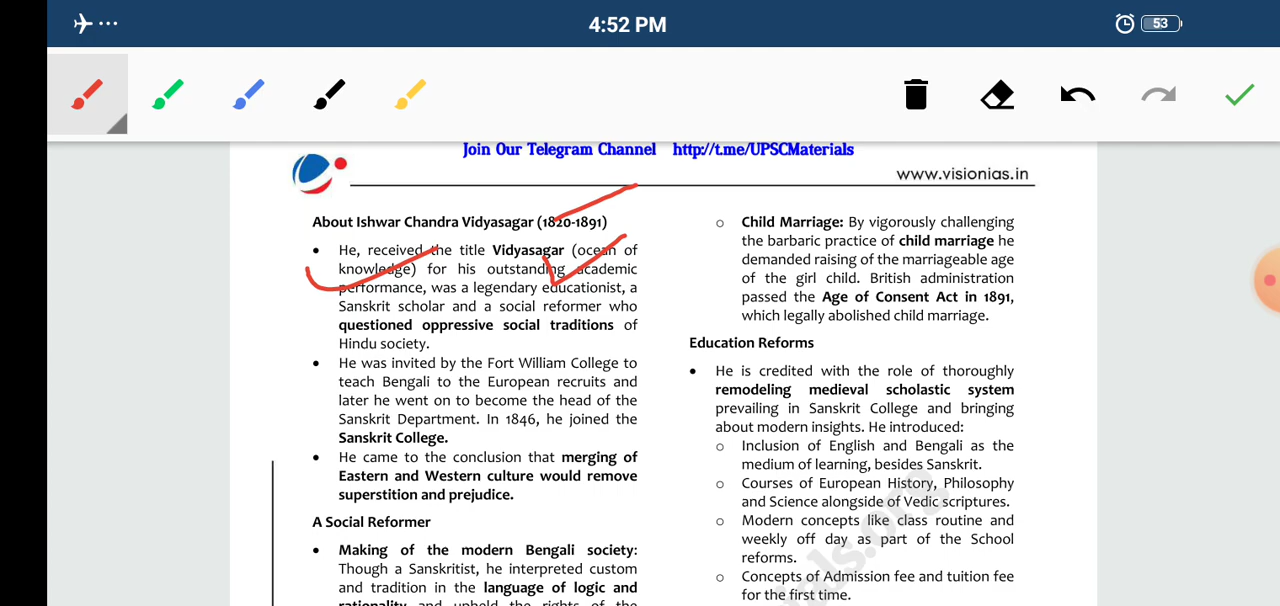 4:52 PM
53
Join Our Telegram Channel http://t.me/UPSCMaterials
www.visionias.in
About Ishwar Chandra Vidyasagar (1820-1891)
• He, received the title Vidyasagar (ocean of
knowledge) for his outstanding academic
performance, was a legendary educationist, a
Sanskrit scholar and a social reformer who
questioned oppressive social traditions of
Hindu society.
• He was invited by the Fort William College to
teach Bengali to the European recruits and
later he went on to become the head of the
Sanskrit Department. In 1846, he joined the
Sanskrit College.
• He came to the conclusion that merging of
Eastern and Western culture would remove
superstition and prejudice.
A Social Reformer
• Making of the modern Bengali society:
Though a Sanskritist, he interpreted custom
and tradition in the language of logic and
rationality and upheld the rights of the
o Child Marriage: By vigorously challenging
the barbaric practice of child marriage he
demanded raising of the marriageable age
of the girl child. British administration
passed the Age of Consent Act in 1891,
which legally abolished child marriage.
Education Reforms
• He is credited with the role of thoroughly
remodeling medieval scholastic system
prevailing in Sanskrit College and bringing
about modern insights. He introduced:
o Inclusion of English and Bengali as the
medium of learning, besides Sanskrit.
o Courses of European History, Philosophy
and Science alongside of Vedic scriptures.
o Modern concepts like class routine and
weekly off day as part of the School
reforms.
o Concepts of Admission fee and tuition fee
for the first time.